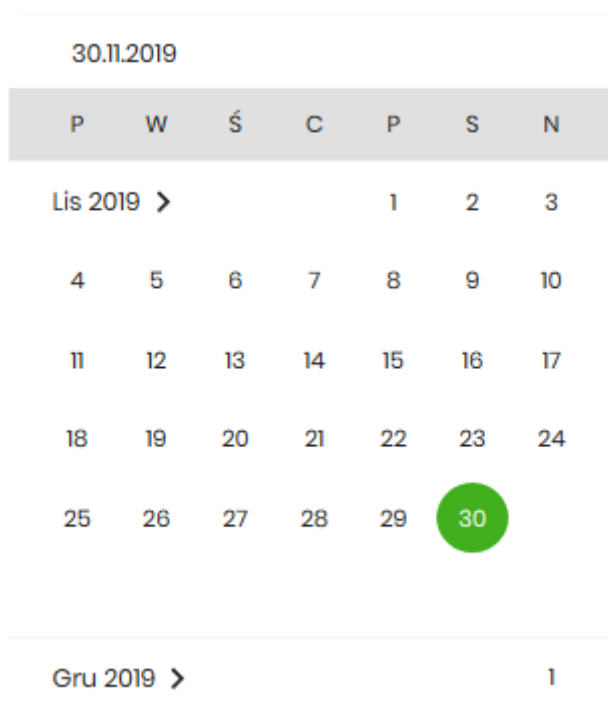 30.11.2019
P W Ś C P S N
Lis 2019 1 2 3
4 5 6 7 8 9 10
11 12 13 14 15 16 17
18 19 20 21 22 23 24
25 26 27 28 29 30
Gru 2019 1